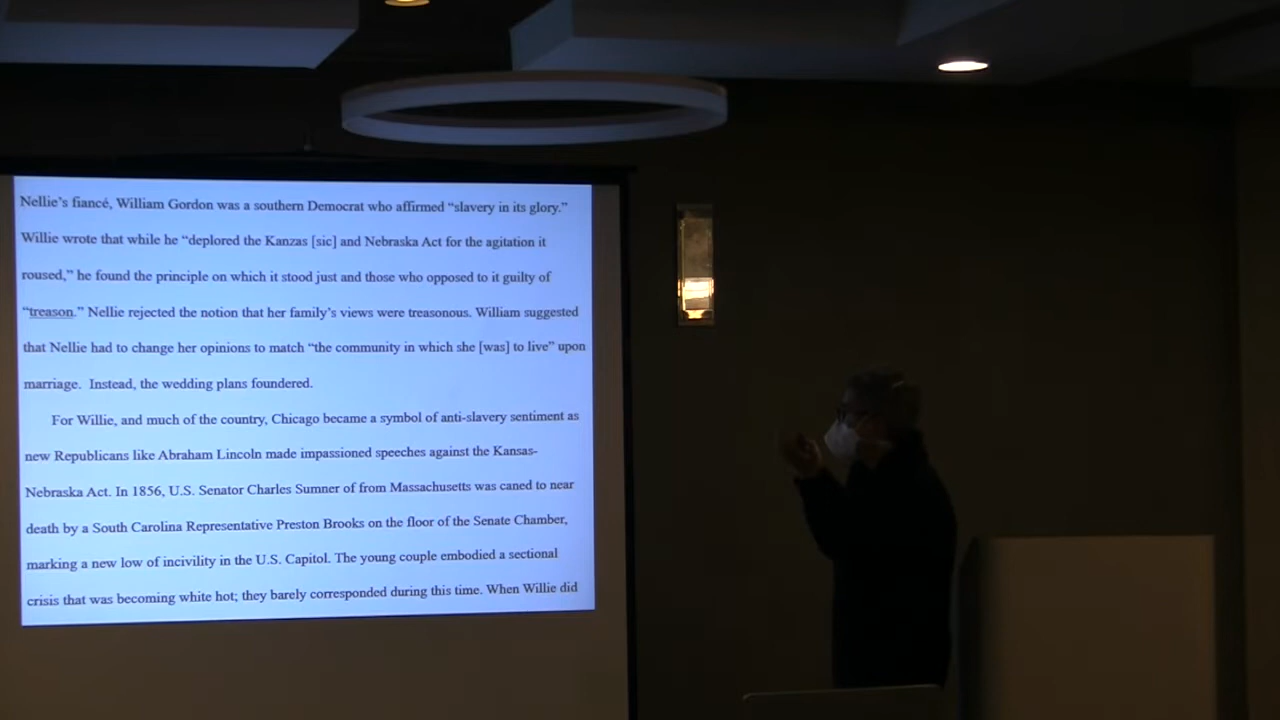 Nellie’s fiancé, William Gordon was a southern Democrat who affirmed “slavery in its glory.”
Willie wrote that while he “deplored the Kanzas [sic] and Nebraska Act for the agitation it
roused,” he found the principle on which it stood just and those who opposed to it guilty of
“treason.” Nellie rejected the notion that her family’s views were treasonous. William suggested
that Nellie had to change her opinions to match “the community in which she [was] to live” upon
marriage.  Instead, the wedding plans foundered.
For Willie, and much of the country, Chicago became a symbol of anti-slavery sentiment as
new Republicans like Abraham Lincoln made impassioned speeches against the Kansas-
Nebraska Act. In 1856, U.S. Senator Charles Sumner of from Massachusetts was caned to near
death by a South Carolina Representative Preston Brooks on the floor of the Senate Chamber,
marking a new low of incivility in the U.S. Capitol. The young couple embodied a sectional
crisis that was becoming white hot; they barely corresponded during this time. When Willie did